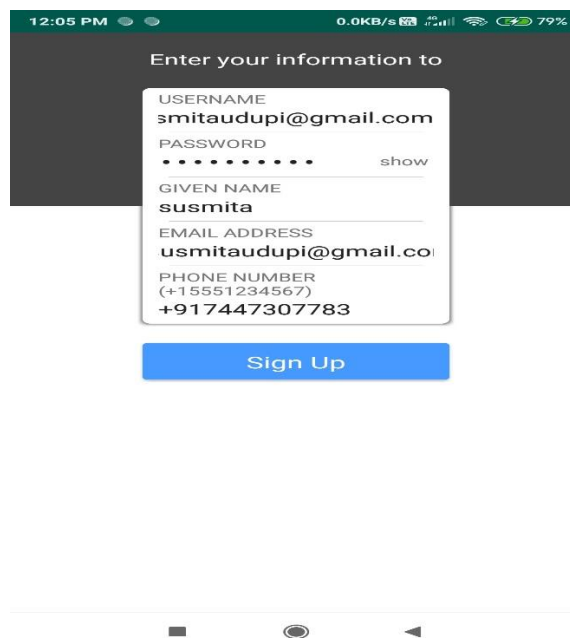 12:05 PM 0.0KB/s 4G 79%
Enter your information to
USERNAME
smitaudupi@gmail.com
PASSWORD
•••••••••• show
GIVEN NAME
susmita
EMAIL ADDRESS
usmitaudupi@gmail.co
PHONE NUMBER
(+15551234567)
+917447307783
Sign Up